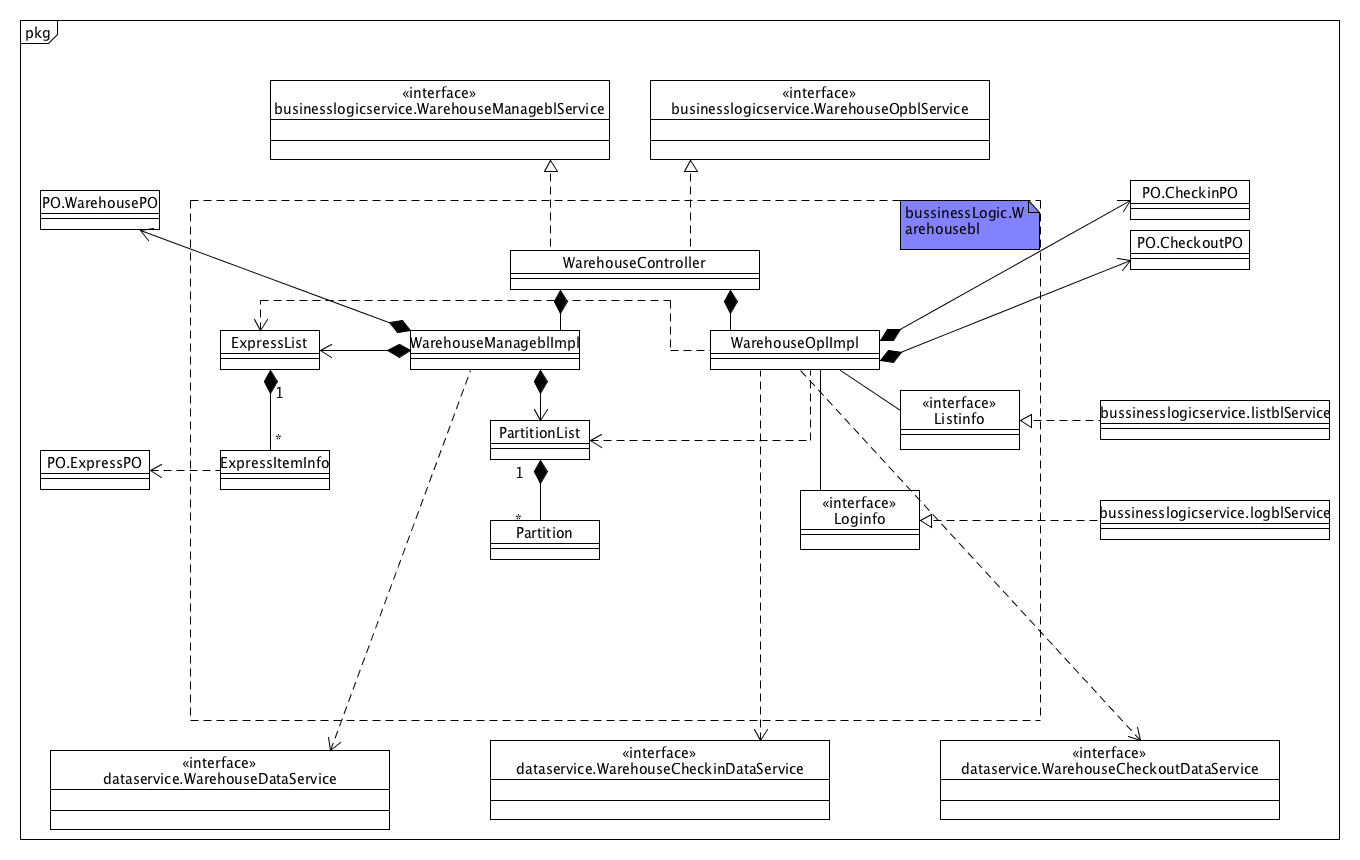 pkg
«interface»
businesslogicservice.WarehouseManageblService
«interface»
businesslogicservice.WarehouseOpblService
PO.WarehousePO
bussinessLogic.W
arehousebl
PO.CheckinPO
PO.CheckoutPO
WarehouseController
ExpressList
WarehouseManageblImpl
WarehouseOplImpl
1
*
«interface»
Listinfo
bussinesslogicservice.listblService
PartitionList
PO.ExpressPO
ExpressItemInfo
1
*
Partition
«interface»
Loginfo
bussinesslogicservice.logblService
«interface»
dataservice.WarehouseDataService
«interface»
dataservice.WarehouseCheckinDataService
«interface»
dataservice.WarehouseCheckoutDataService